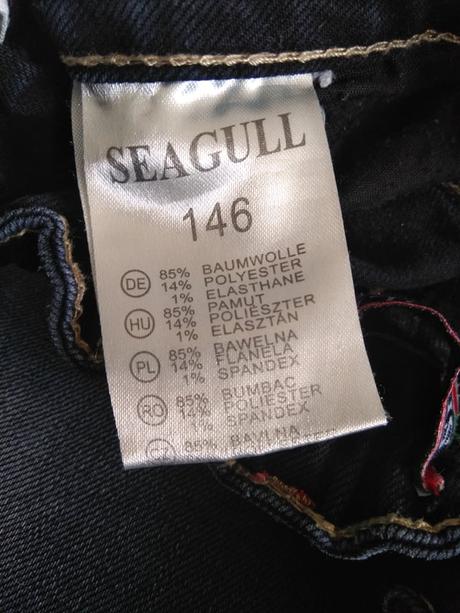 SEAGULL
146
DE 85% BAUMWOLLE
14% POLYESTER
1% ELASTHANE
HU 85% PAMUT
14% POLIESZTER
1% ELASZTÁN
PL 85% BAWELNA
14% FLANELA
1% SPANDEX
RO 85% BUMBAC
14% POLIESTER
1% SPANDEX
CZ 85% BAVLNA